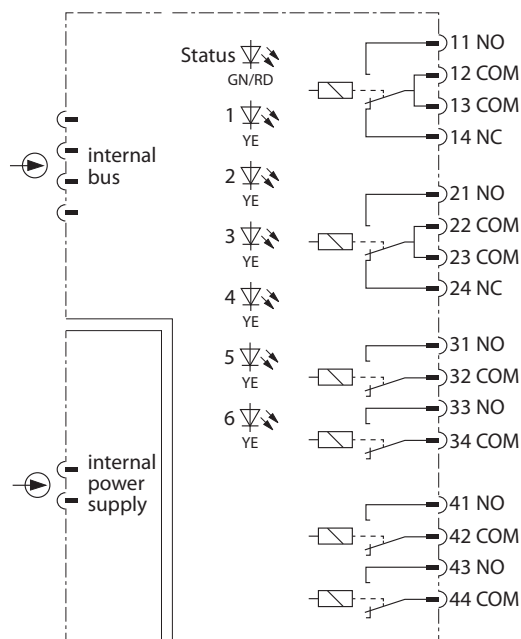 Status
GN/RD
1
YE
2
YE
3
YE
4
YE
5
YE
6
YE
internal
bus
internal
power
supply
11 NO
12 COM
13 COM
14 NC
21 NO
22 COM
23 COM
24 NC
31 NO
32 COM
33 NO
34 COM
41 NO
42 COM
43 NO
44 COM